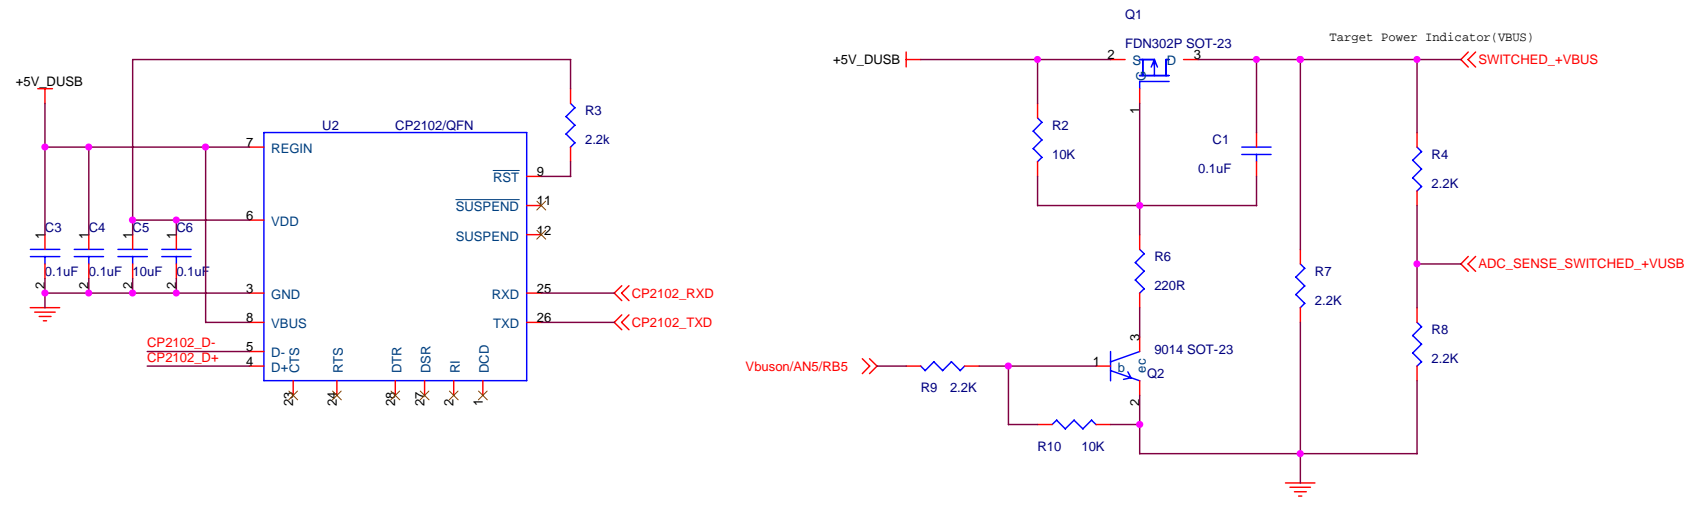 +5V_DUSB
U2
CP2102/QFN
R3
2.2k
7
REGIN
9
RST
11
SUSPEND
12
SUSPEND
6
VDD
1
C3
0.1uF
2
1
C4
0.1uF
2
1
C5
10uF
2
1
C6
0.1uF
2
3
GND
25
RXD
CP2102_RXD
8
VBUS
26
TXD
CP2102_TXD
CP2102_D-
5
D-
CP2102_D+
4
D+
CTS
RTS
DTR
DSR
RI
DCD
23
24
28
27
2
1
Q1
FDN302P SOT-23
Target Power Indicator(VBUS)
+5V_DUSB
2
S
D
G
3
1
SWITCHED_+VBUS
R2
10K
C1
0.1uF
R4
2.2K
R6
220R
R7
2.2K
ADC_SENSE_SWITCHED_+VUSB
R8
2.2K
3
9014 SOT-23
Vbuson/AN5/RB5
R9 2.2K
1
b
c
e
Q2
2
R10 10K